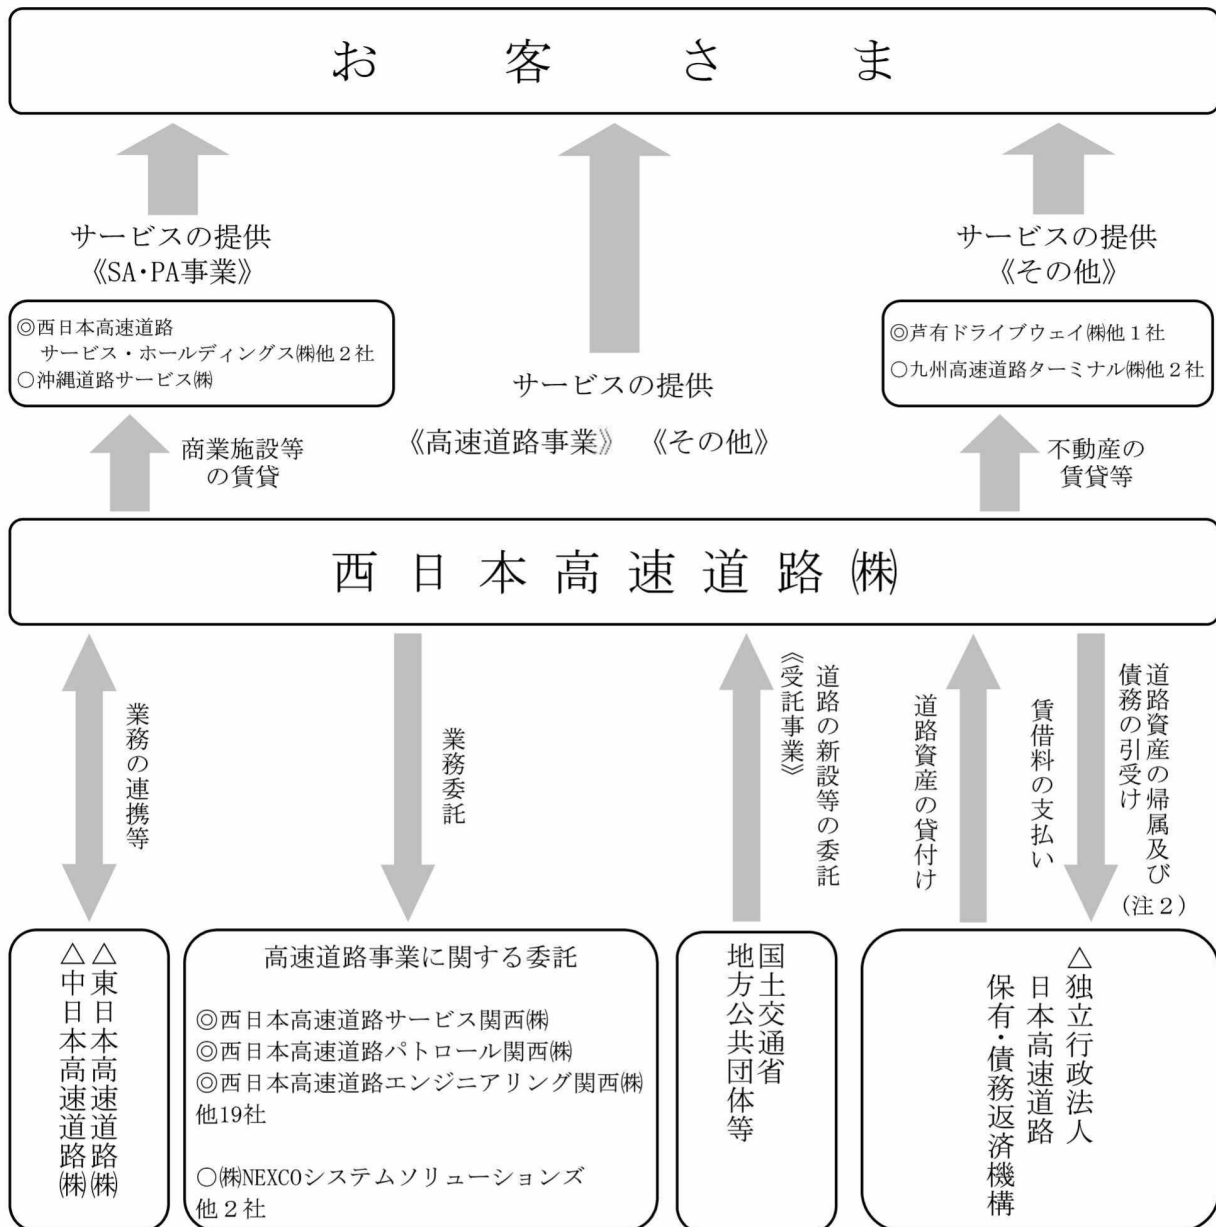 お客さま
サービスの提供
《SA・PA事業》
◎西日本高速道路
サービス・ホールディングス㈱他２社
○沖縄道路サービス㈱
商業施設等
の賃貸
サービスの提供
《高速道路事業》 《その他》
サービスの提供
《その他》
◎芦有ドライブウェイ㈱他１社
○九州高速道路ターミナル㈱他２社
不動産の
賃貸等
西日本高速道路㈱
業務の連携等
業務委託
道路の新設等の委託
《受託事業》
道路資産の貸付け
賃借料の支払い
道路資産の帰属及び
債務の引受け
（注２）
△東日本高速道路㈱
△中日本高速道路㈱
高速道路事業に関する委託
◎西日本高速道路サービス関西㈱
◎西日本高速道路パトロール関西㈱
◎西日本高速道路エンジニアリング関西㈱
他19社
○㈱NEXCOシステムソリューションズ
他２社
国土交通省
地方公共団体等
△独立行政法人
日本高速道路
保有・債務返済機構